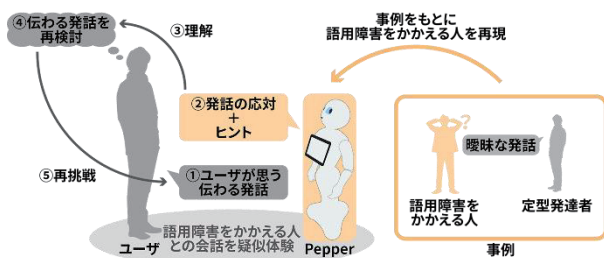 ④伝わる発話を
再検討
③理解
事例をもとに
語用障害をかかえる人を再現
②発話の応対
＋
ヒント
?
曖昧な発話
①ユーザが思う
伝わる発話
⑤再挑戦
語用障害を
かかえる人
定型発達者
語用障害をかかえる人
との会話を疑似体験
ユーザ
Pepper
事例